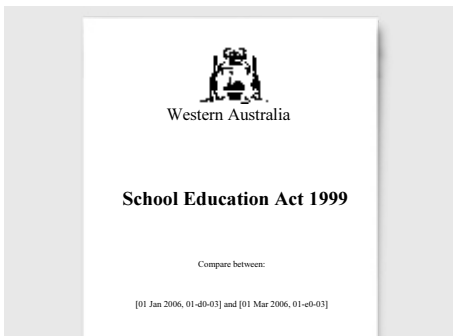 Western Australia
School Education Act 1999
Compare between:
[01 Jan 2006, 01-d0-03] and [01 Mar 2006, 01-e0-03]